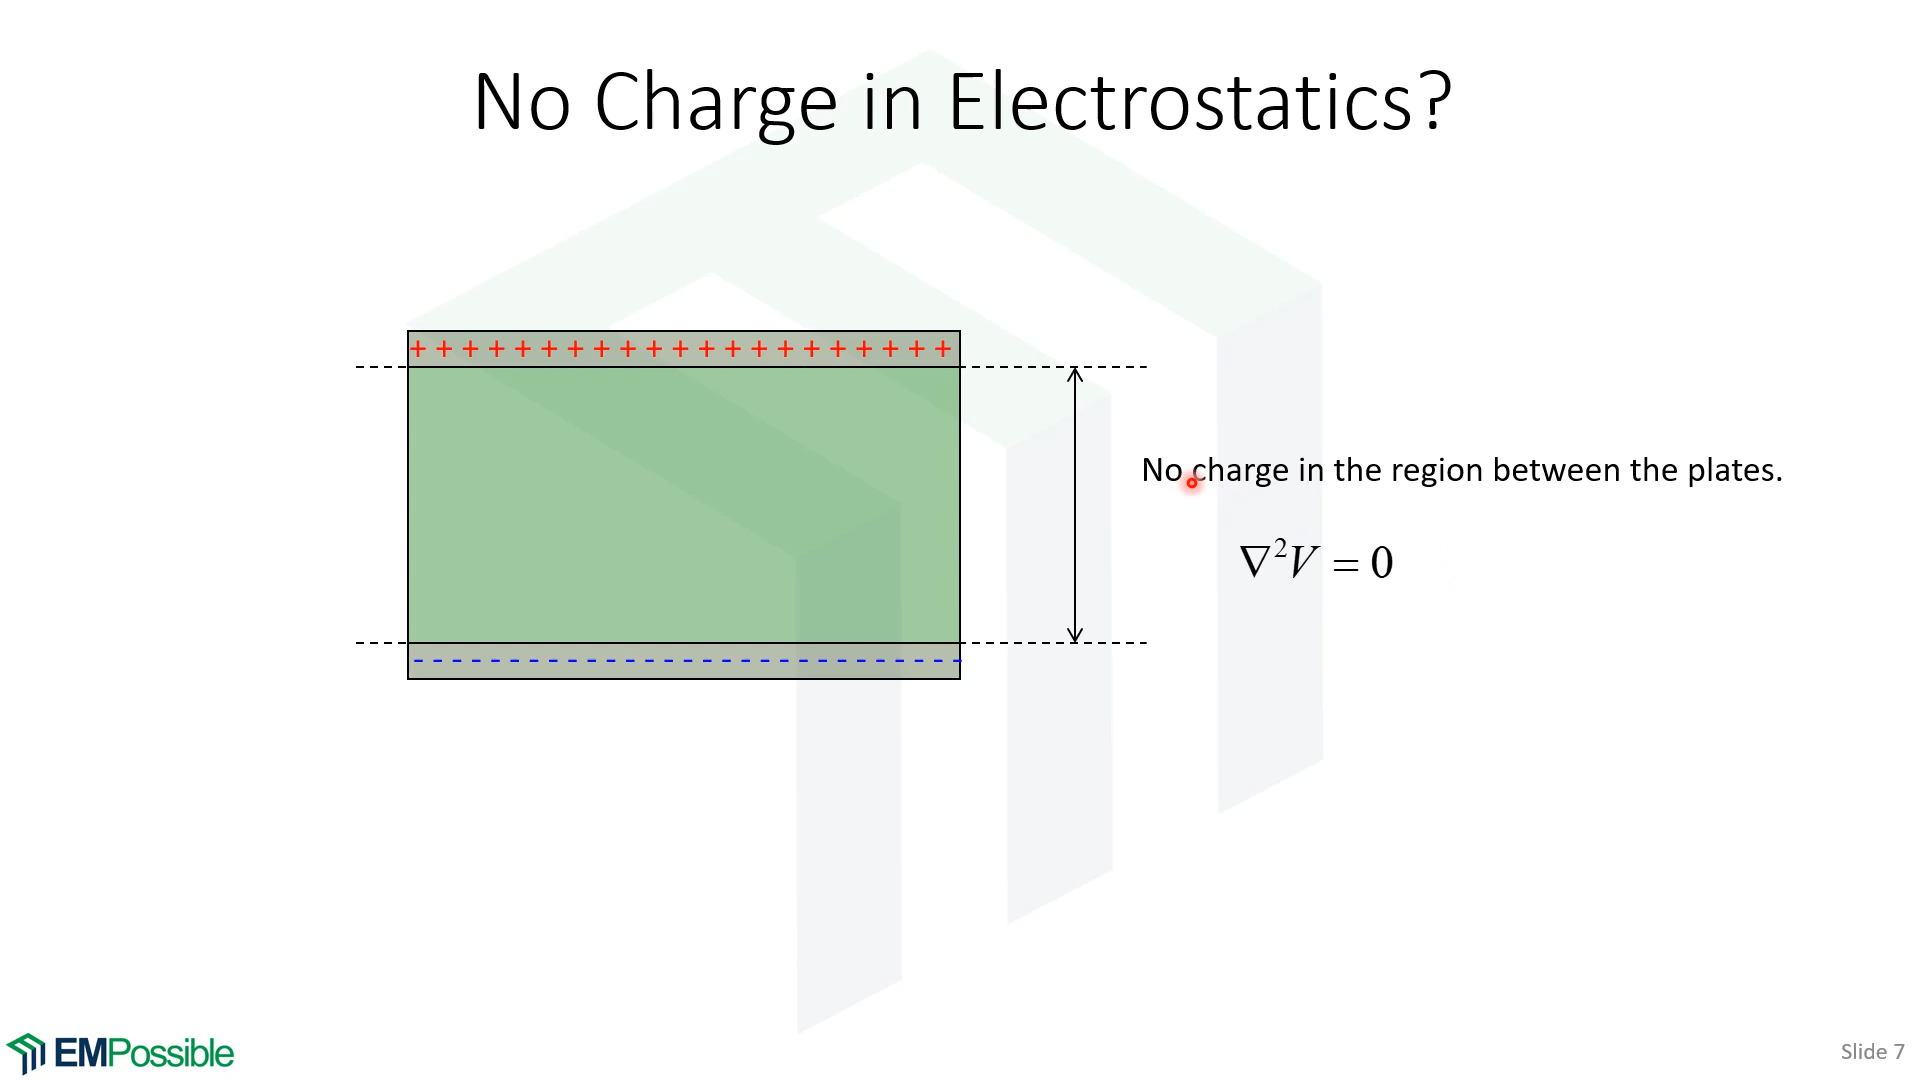 No Charge in Electrostatics?
+ + + + + + + + + + + + + + + + + + + + +
No charge in the region between the plates.
∇²V = 0
- - - - - - - - - - - - - - - - - - - - - - - - - - - - -
EMPossible
Slide 7